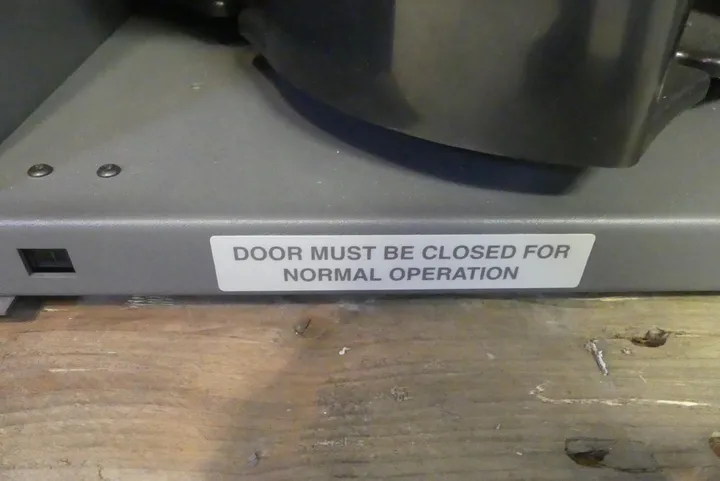 DOOR MUST BE CLOSED FOR
NORMAL OPERATION